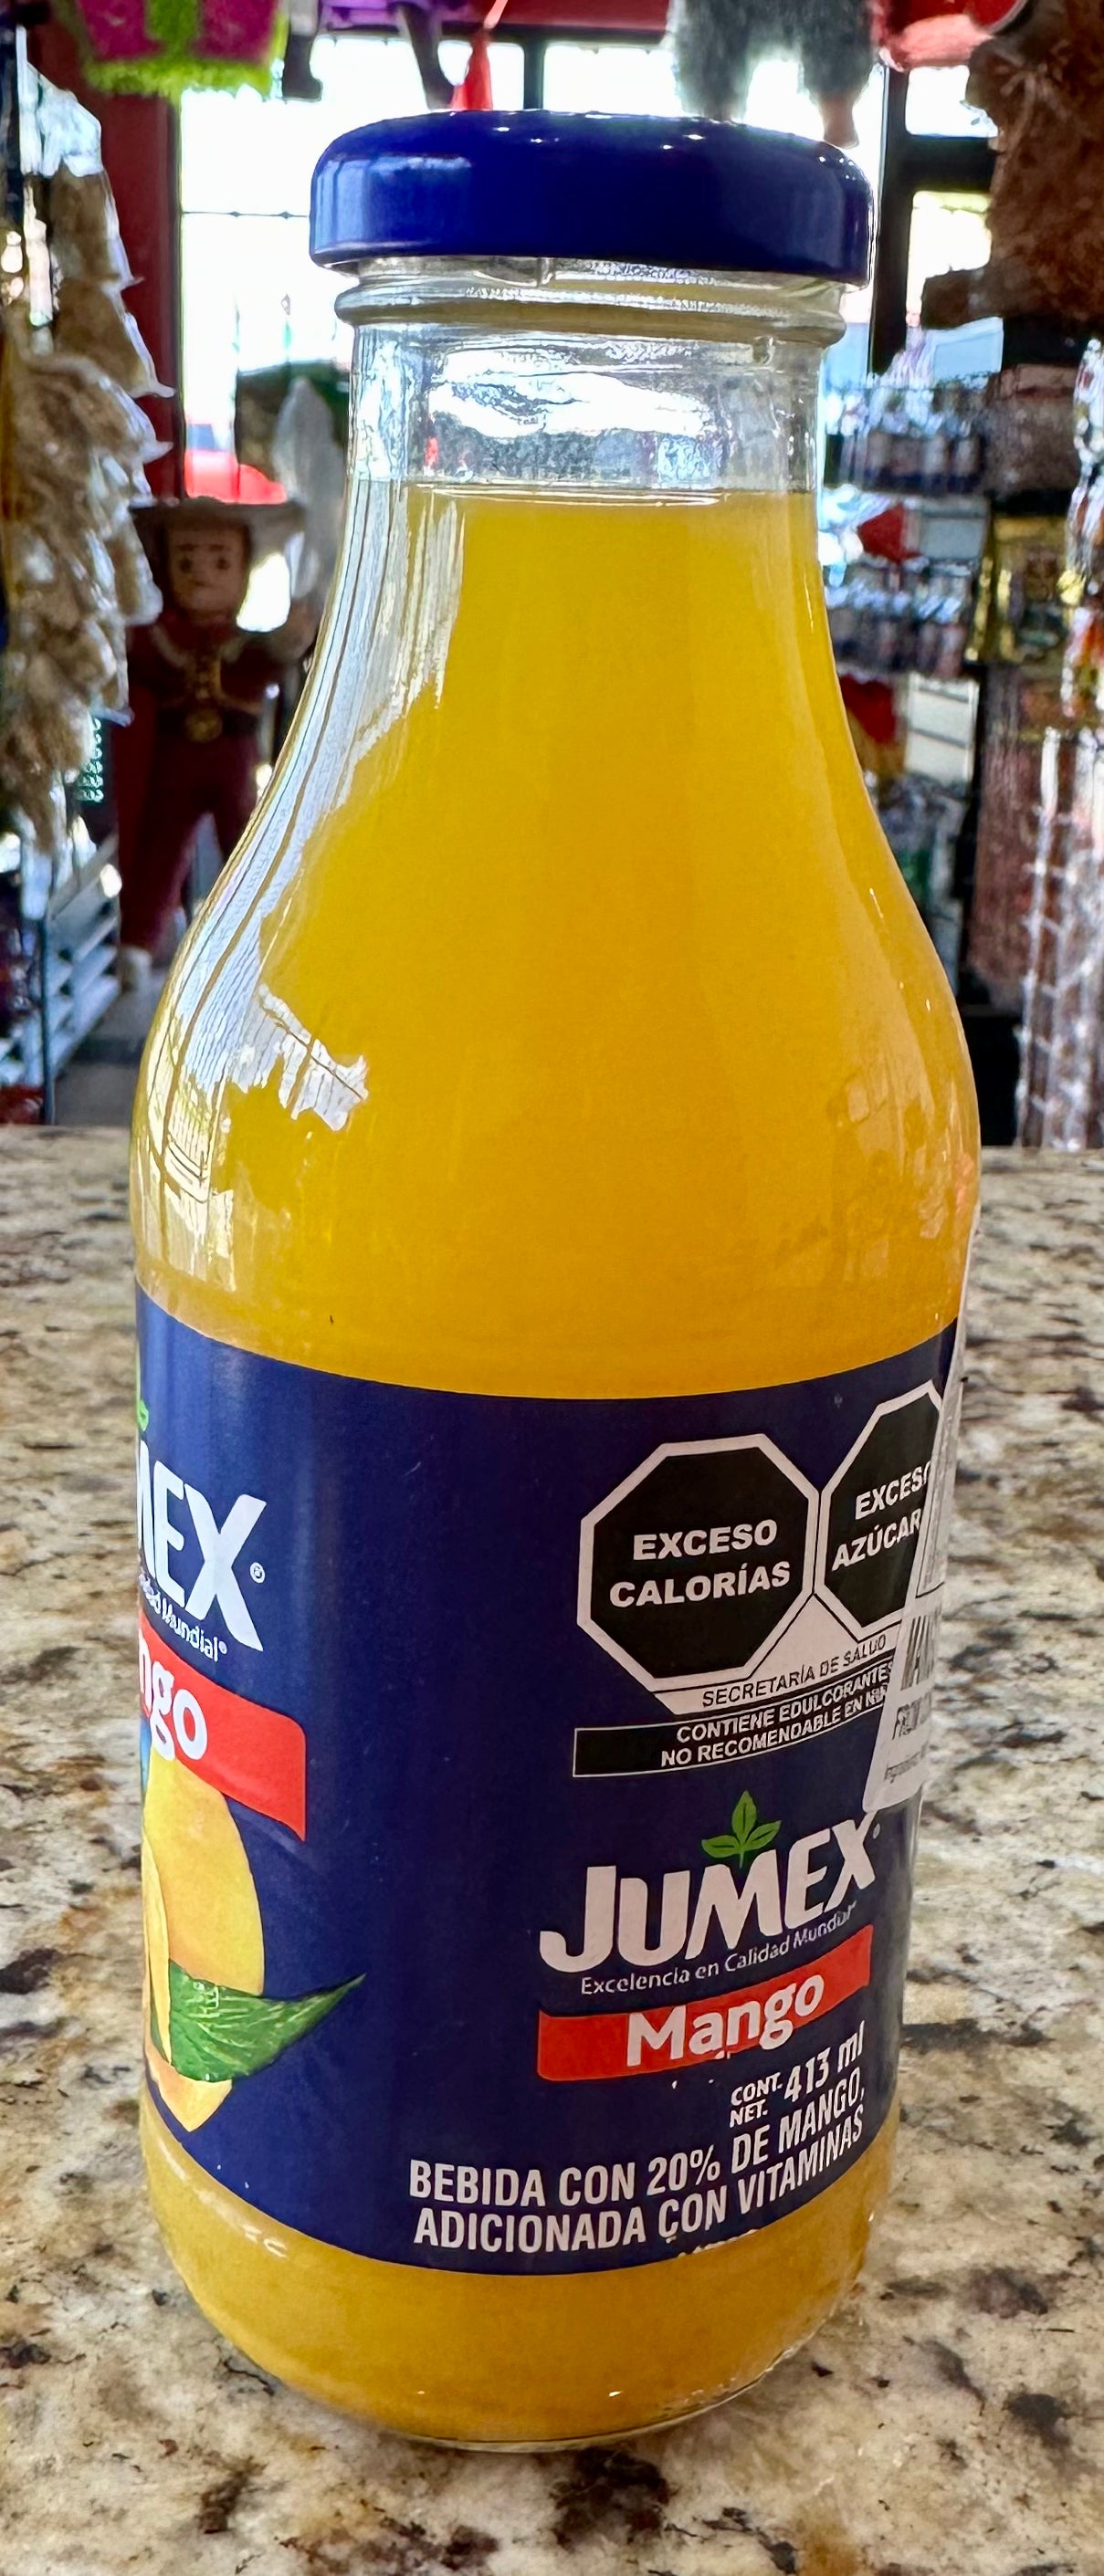 EXCESO
CALORÍAS
EXCESO
AZÚCAR
SECRETARÍA DE SALUD
CONTIENE EDULCORANTES
NO RECOMENDABLE EN
MEX®
Mundial®
ngo
JUMEX®
Excelencia en Calidad Mundial®
Mango
CONT. NET. 413 ml
BEBIDA CON 20% DE MANGO,
ADICIONADA CON VITAMINAS